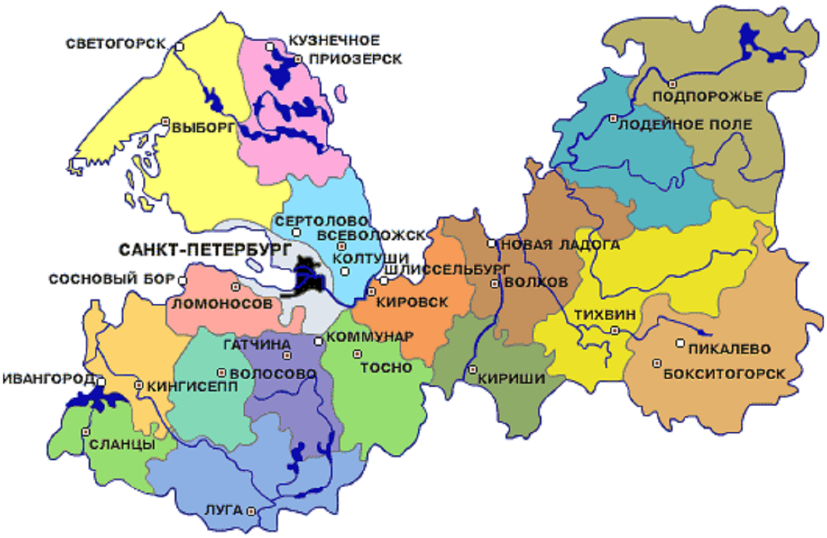 СВЕТОГОРСК
КУЗНЕЧНОЕ
ПРИОЗЕРСК
ВЫБОРГ
ПОДПОРОЖЬЕ
ЛОДЕЙНОЕ ПОЛЕ
СЕРТОЛОВО
ВСЕВОЛОЖСК
САНКТ-ПЕТЕРБУРГ
КОЛТУШИ
НОВАЯ ЛАДОГА
ШЛИССЕЛЬБУРГ
СОСНОВЫЙ БОР
ВОЛКОВ
ЛОМОНОСОВ
КИРОВСК
ТИХВИН
КОММУНАР
ГАТЧИНА
ПИКАЛЕВО
ТОСНО
ВОЛОСОВО
БОКСИТОГОРСК
ИВАНГОРОД
КИНГИСЕПП
КИРИШИ
СЛАНЦЫ
ЛУГА